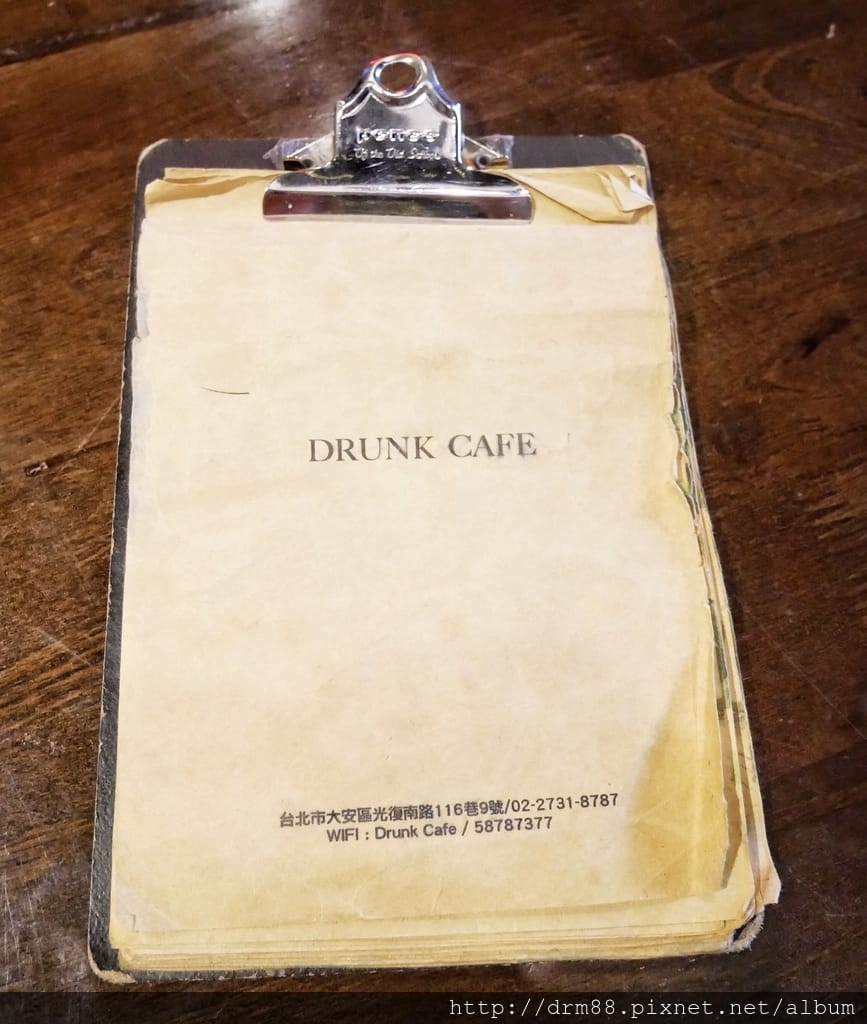 penco
DRUNK CAFE
台北市大安區光復南路116巷9號/02-2731-8787
WIFI : Drunk Cafe / 58787377
http://drm88.pixnet.net/album